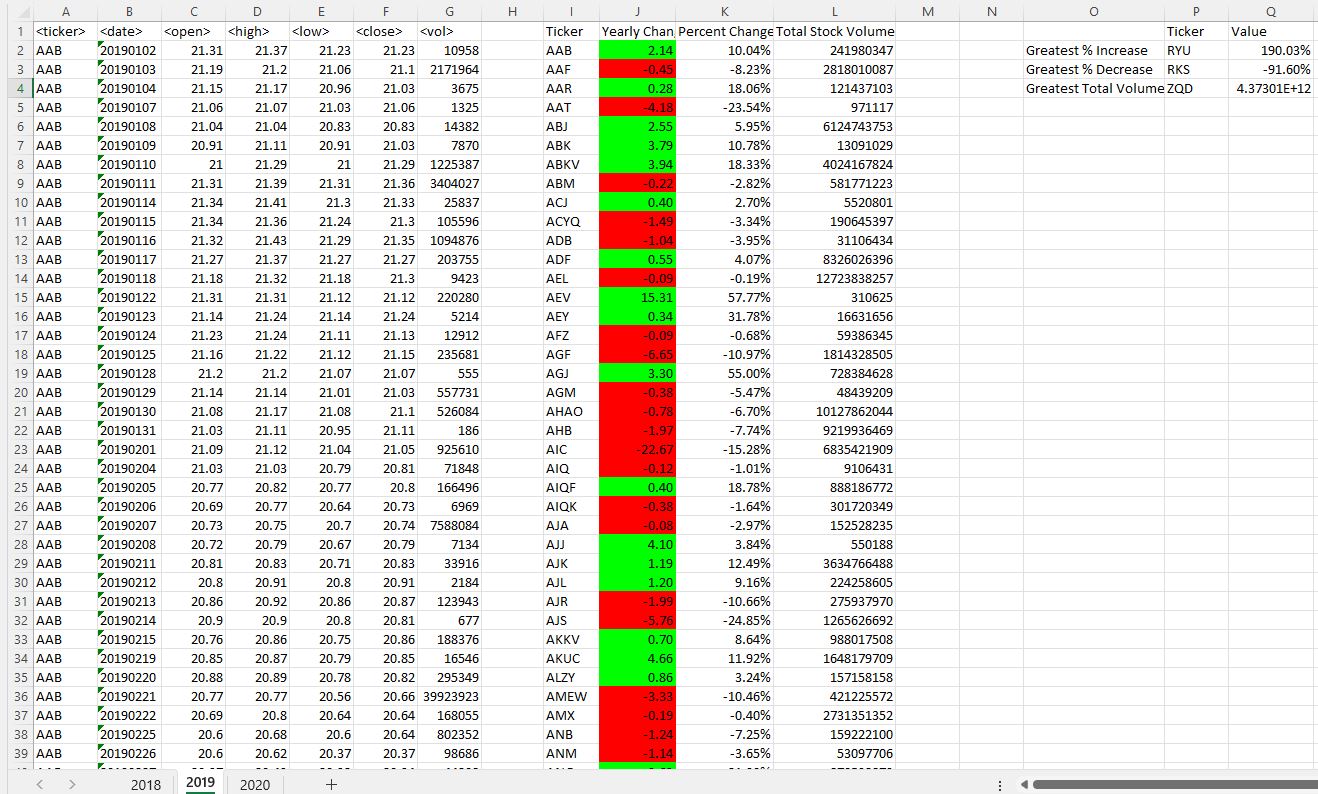 A B C D E F G H I J K L M N O P Q
1 <ticker> <date> <open> <high> <low> <close> <vol> Ticker Yearly Chan Percent Change Total Stock Volume Ticker Value
2 AAB 20190102 21.31 21.37 21.23 21.23 10958 AAB 2.14 10.04% 241980347 Greatest % Increase RYU 190.03%
3 AAB 20190103 21.19 21.2 21.06 21.1 2171964 AAF -0.45 -8.23% 2818010087 Greatest % Decrease RKS -91.60%
4 AAB 20190104 21.15 21.17 20.96 21.03 3675 AAR 0.28 18.06% 121437103 Greatest Total Volume ZQD 4.37301E+12
5 AAB 20190107 21.06 21.07 21.03 21.06 1325 AAT -4.18 -23.54% 971117
6 AAB 20190108 21.04 21.04 20.83 20.83 14382 ABJ 2.55 5.95% 6124743753
7 AAB 20190109 20.91 21.11 20.91 21.03 7870 ABK 3.79 10.78% 13091029
8 AAB 20190110 21 21.29 21 21.29 1225387 ABKV 3.94 18.33% 4024167824
9 AAB 20190111 21.31 21.39 21.31 21.36 3404027 ABM -0.22 -2.82% 581771223
10 AAB 20190114 21.34 21.41 21.3 21.33 25837 ACJ 0.40 2.70% 5520801
11 AAB 20190115 21.34 21.36 21.24 21.3 105596 ACYQ -1.49 -3.34% 190645397
12 AAB 20190116 21.32 21.43 21.29 21.35 1094876 ADB -1.04 -3.95% 31106434
13 AAB 20190117 21.27 21.37 21.27 21.27 203755 ADF 0.55 4.07% 8326026396
14 AAB 20190118 21.18 21.32 21.18 21.3 9423 AEL -0.09 -0.19% 12723838257
15 AAB 20190122 21.31 21.31 21.12 21.12 220280 AEV 15.31 57.77% 310625
16 AAB 20190123 21.14 21.24 21.14 21.24 5214 AEY 0.34 31.78% 16631656
17 AAB 20190124 21.23 21.24 21.11 21.13 12912 AFZ -0.09 -0.68% 59386345
18 AAB 20190125 21.16 21.22 21.12 21.15 235681 AGF -6.65 -10.97% 1814328505
19 AAB 20190128 21.2 21.2 21.07 21.07 555 AGJ 3.30 55.00% 728384628
20 AAB 20190129 21.14 21.14 21.01 21.03 557731 AGM -0.38 -5.47% 48439209
21 AAB 20190130 21.08 21.17 21.08 21.1 526084 AHAO -0.78 -6.70% 10127862044
22 AAB 20190131 21.03 21.11 20.95 21.11 186 AHB -1.97 -7.74% 9219936469
23 AAB 20190201 21.09 21.12 21.04 21.05 925610 AIC -22.67 -15.28% 6835421909
24 AAB 20190204 21.03 21.03 20.79 20.81 71848 AIQ -0.12 -1.01% 9106431
25 AAB 20190205 20.77 20.82 20.77 20.8 166496 AIQF 0.40 18.78% 888186772
26 AAB 20190206 20.69 20.77 20.64 20.73 6969 AIQK -0.38 -1.64% 301720349
27 AAB 20190207 20.73 20.75 20.7 20.74 7588084 AJA -0.08 -2.97% 152528235
28 AAB 20190208 20.72 20.79 20.67 20.79 7134 AJJ 4.10 3.84% 550188
29 AAB 20190211 20.81 20.83 20.71 20.83 33916 AJK 1.19 12.49% 3634766488
30 AAB 20190212 20.8 20.91 20.8 20.91 2184 AJL 1.20 9.16% 224258605
31 AAB 20190213 20.86 20.92 20.86 20.87 123943 AJR -1.99 -10.66% 275937970
32 AAB 20190214 20.9 20.9 20.8 20.81 677 AJS -5.76 -24.85% 1265626692
33 AAB 20190215 20.76 20.86 20.75 20.86 188376 AKKV 0.70 8.64% 988017508
34 AAB 20190219 20.85 20.87 20.79 20.85 16546 AKUC 4.66 11.92% 1648179709
35 AAB 20190220 20.88 20.89 20.78 20.82 295349 ALZY 0.86 3.24% 157158158
36 AAB 20190221 20.77 20.77 20.56 20.66 39923923 AMEW -3.33 -10.46% 421225572
37 AAB 20190222 20.69 20.8 20.64 20.64 168055 AMX -0.19 -0.40% 2731351352
38 AAB 20190225 20.6 20.68 20.6 20.64 802352 ANB -1.24 -7.25% 159222100
39 AAB 20190226 20.6 20.62 20.37 20.37 98686 ANM -1.14 -3.65% 53097706
2018 2019 2020 +